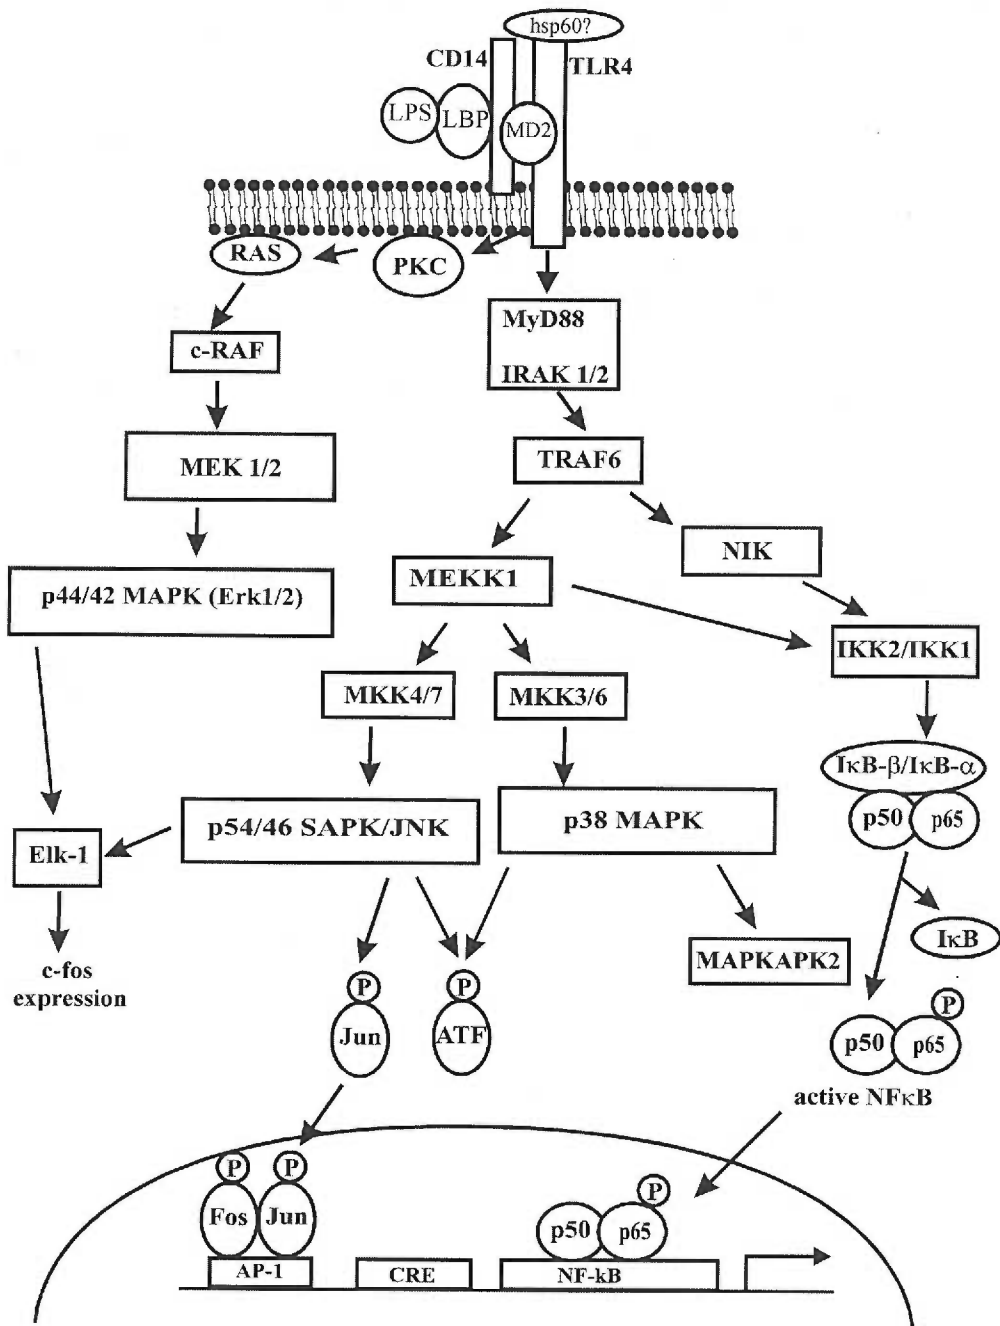 hsp60?
CD14
TLR4
LPS
LBP
MD2
RAS
PKC
MyD88
IRAK 1/2
c-RAF
MEK 1/2
TRAF6
NIK
MEKK1
p44/42 MAPK (Erk1/2)
IKK2/IKK1
MKK4/7
MKK3/6
IκB-β/IκB-α
p50
p65
p54/46 SAPK/JNK
p38 MAPK
Elk-1
IκB
MAPKAPK2
c-fos
expression
P
Jun
P
ATF
P
p50
p65
active NFκB
P
Fos
P
Jun
P
p50
p65
AP-1
CRE
NF-kB